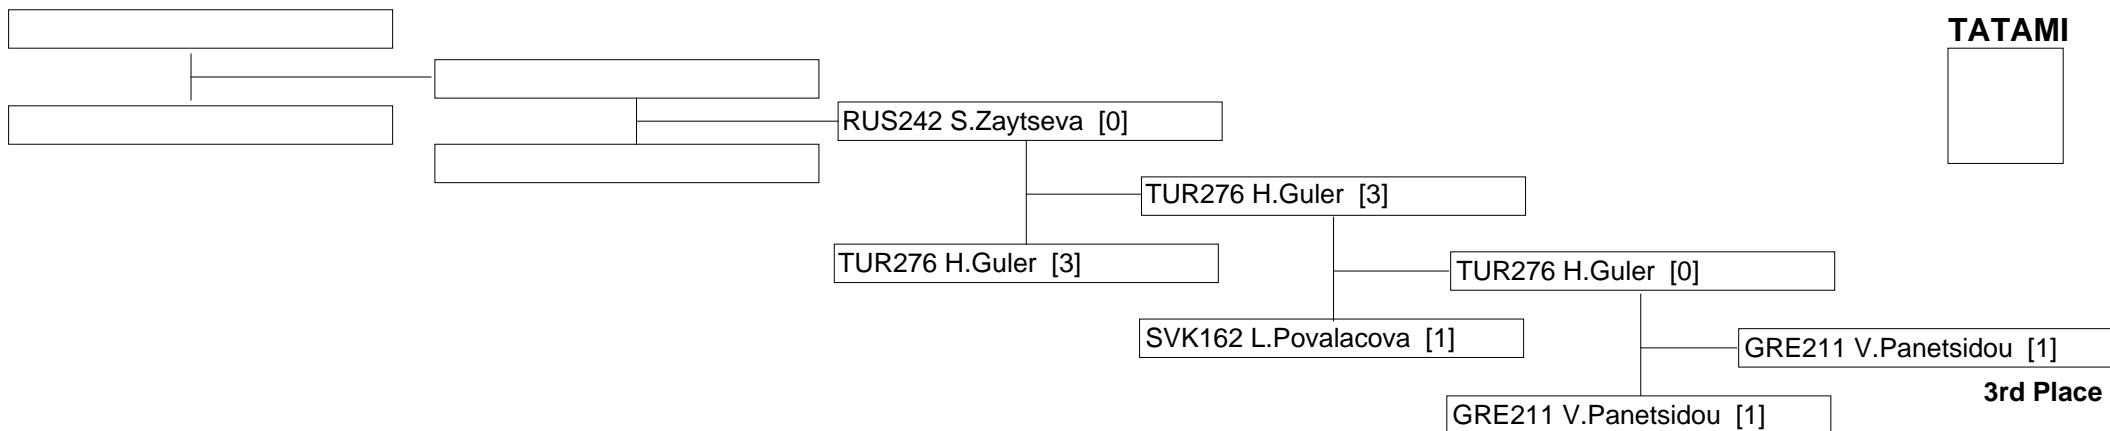 TATAMI
RUS242 S.Zaytseva [0]
TUR276 H.Guler [3]
TUR276 H.Guler [3]
TUR276 H.Guler [0]
SVK162 L.Povalacova [1]
GRE211 V.Panetsidou [1]
3rd Place
GRE211 V.Panetsidou [1]